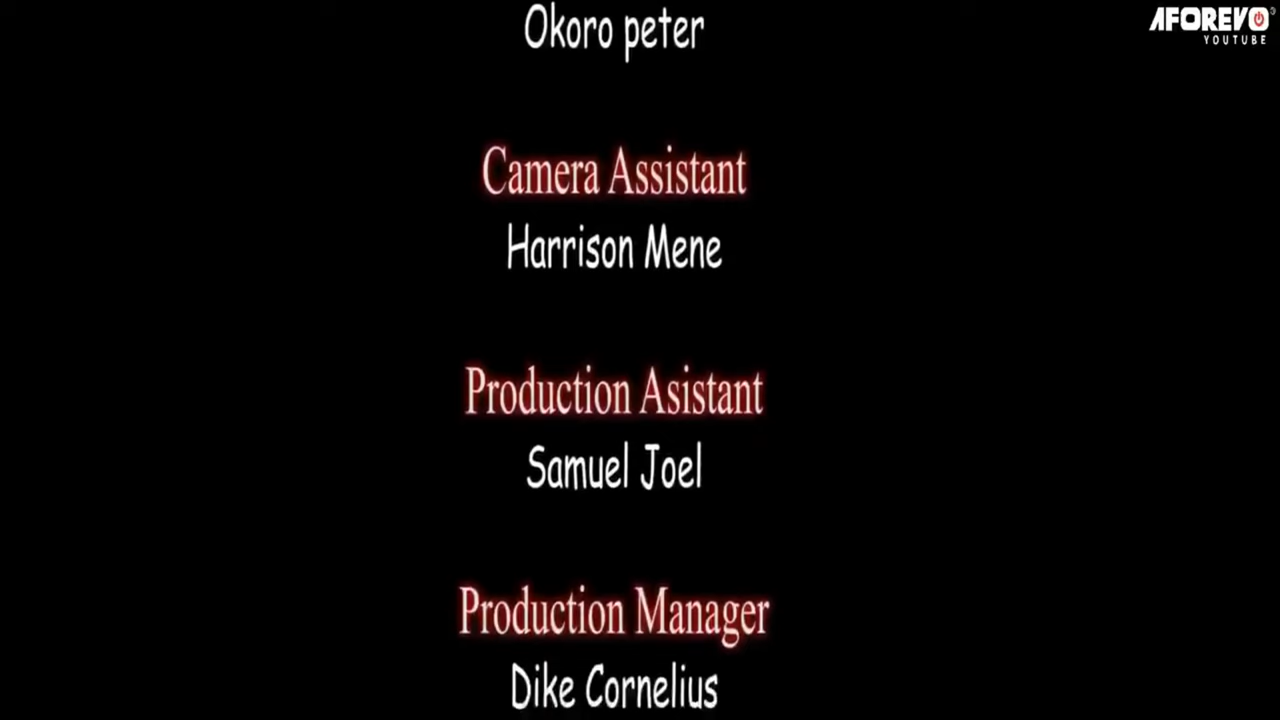 Okoro peter
AFOREVO
YOUTUBE
Camera Assistant
Harrison Mene
Production Asistant
Samuel Joel
Production Manager
Dike Cornelius